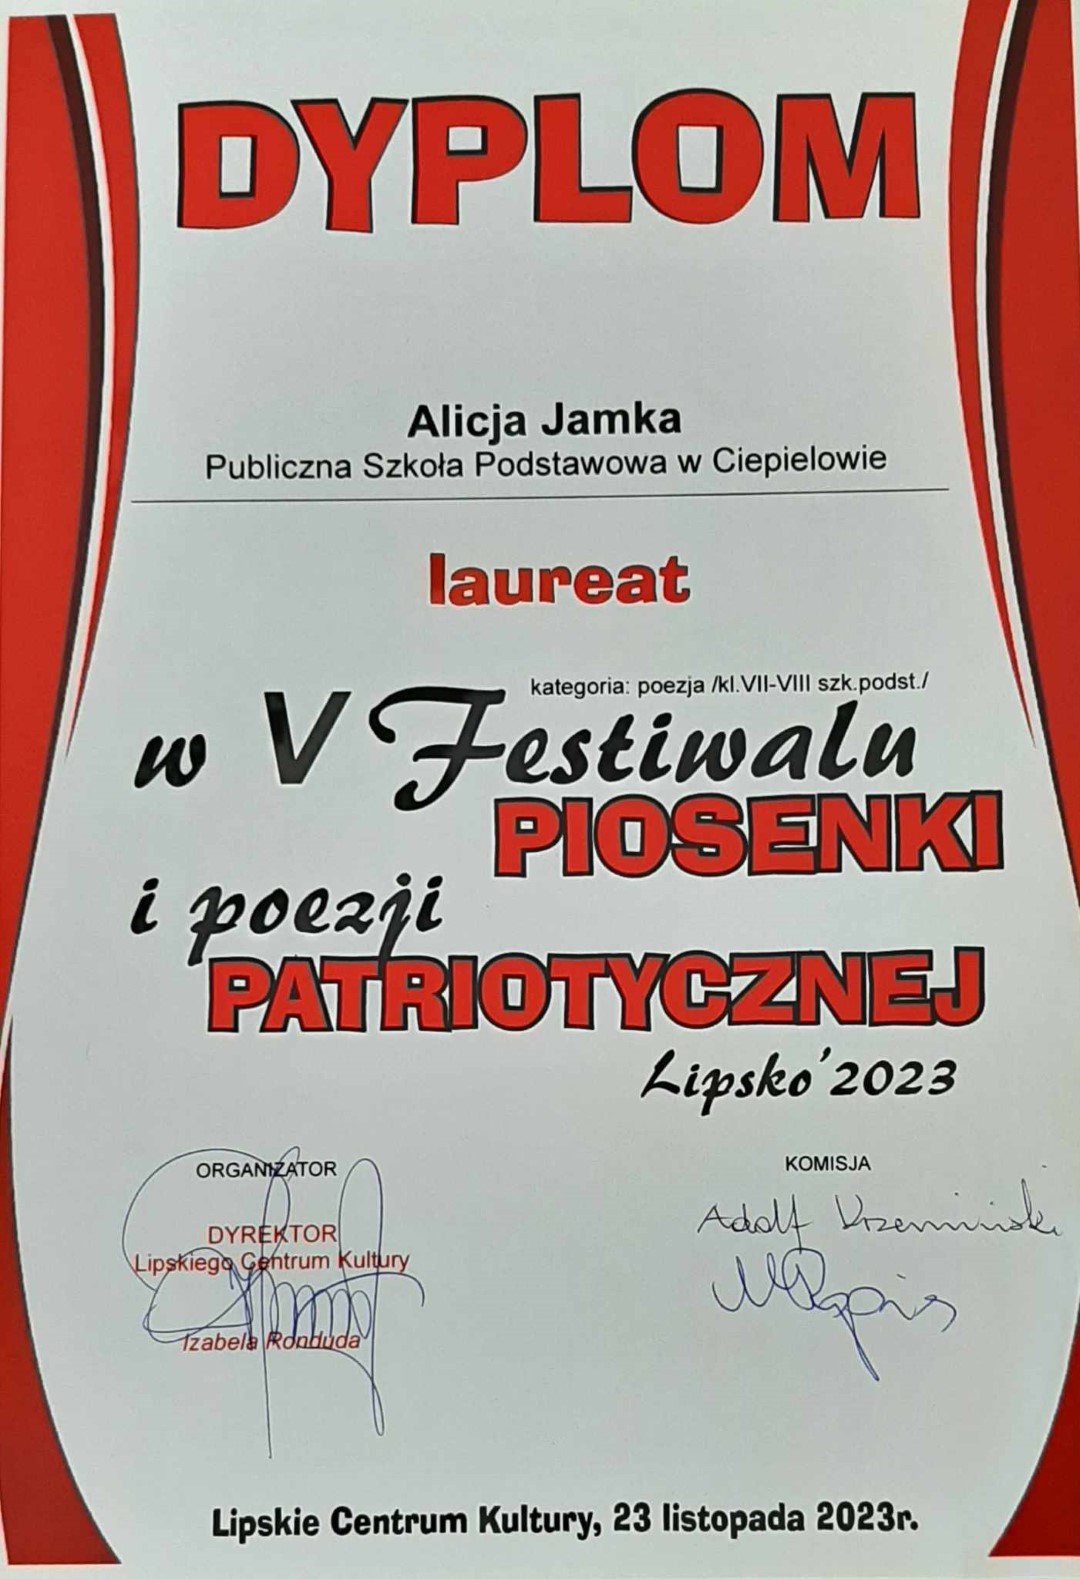 DYPLOM
Alicja Jamka
Publiczna Szkoła Podstawowa w Ciepielowie
laureat
kategoria: poezja /kl.VII-VIII szk.podst./
w V Festiwalu
PIOSENKI
i poezji
PATRIOTYCZNEJ
Lipsko'2023
ORGANIZATOR
DYREKTOR
Lipskiego Centrum Kultury
Izabela Ronduda
KOMISJA
Adolf Krzemiński
Lipskie Centrum Kultury, 23 listopada 2023r.